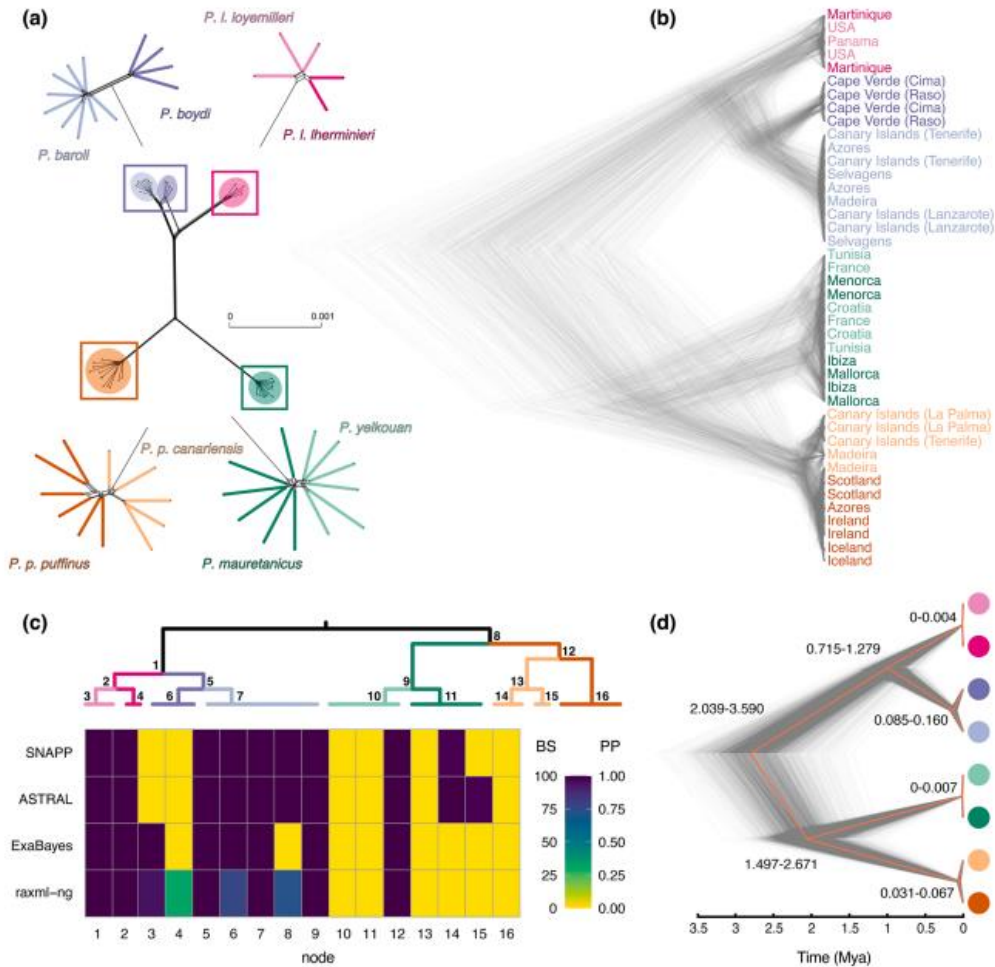 (a)
P. l. loyemilleri
P. boydi
P. baroli
P. l. lherminieri
0 0.001
P. yelkouan
P. p. canariensis
P. p. puffinus
P. mauretanicus
(b)
Martinique
USA
Panama
USA
Martinique
Cape Verde (Cima)
Cape Verde (Raso)
Cape Verde (Cima)
Cape Verde (Raso)
Canary Islands (Tenerife)
Azores
Canary Islands (Tenerife)
Selvagens
Azores
Madeira
Canary Islands (Lanzarote)
Canary Islands (Lanzarote)
Selvagens
Tunisia
France
Menorca
Menorca
Croatia
France
Croatia
Tunisia
Ibiza
Mallorca
Ibiza
Mallorca
Canary Islands (La Palma)
Canary Islands (La Palma)
Canary Islands (Tenerife)
Madeira
Madeira
Scotland
Scotland
Azores
Ireland
Ireland
Iceland
Iceland
(c)
8
12
1
2 5 9 13
3 4 6 7 10 11 14 15 16
SNAPP
ASTRAL
ExaBayes
raxml-ng
BS PP
100 1.00
75 0.75
50 0.50
25 0.25
0 0.00
1 2 3 4 5 6 7 8 9 10 11 12 13 14 15 16
node
(d)
0-0.004
0.715-1.279
2.039-3.590
0.085-0.160
0-0.007
1.497-2.671
0.031-0.067
3.5 3 2.5 2 1.5 1 0.5 0
Time (Mya)